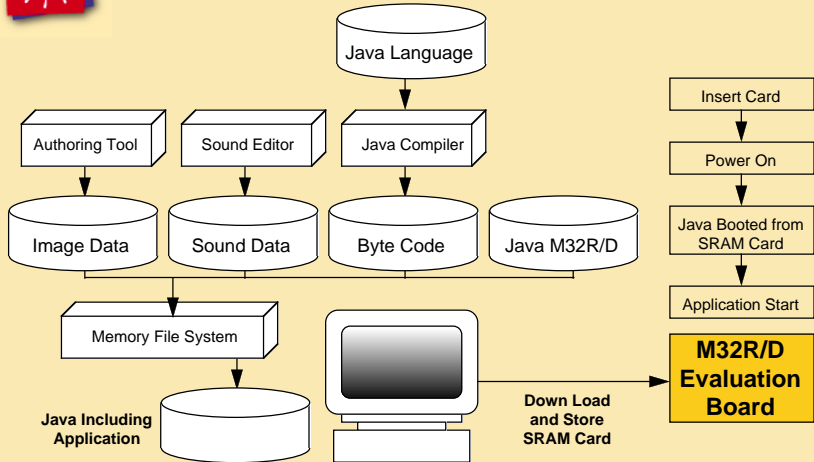 Java Language
Insert Card
Authoring Tool
Sound Editor
Java Compiler
Power On
Image Data
Sound Data
Byte Code
Java M32R/D
Java Booted from
SRAM Card
Application Start
Memory File System
M32R/D
Evaluation
Board
Down Load
and Store
SRAM Card
Java Including
Application